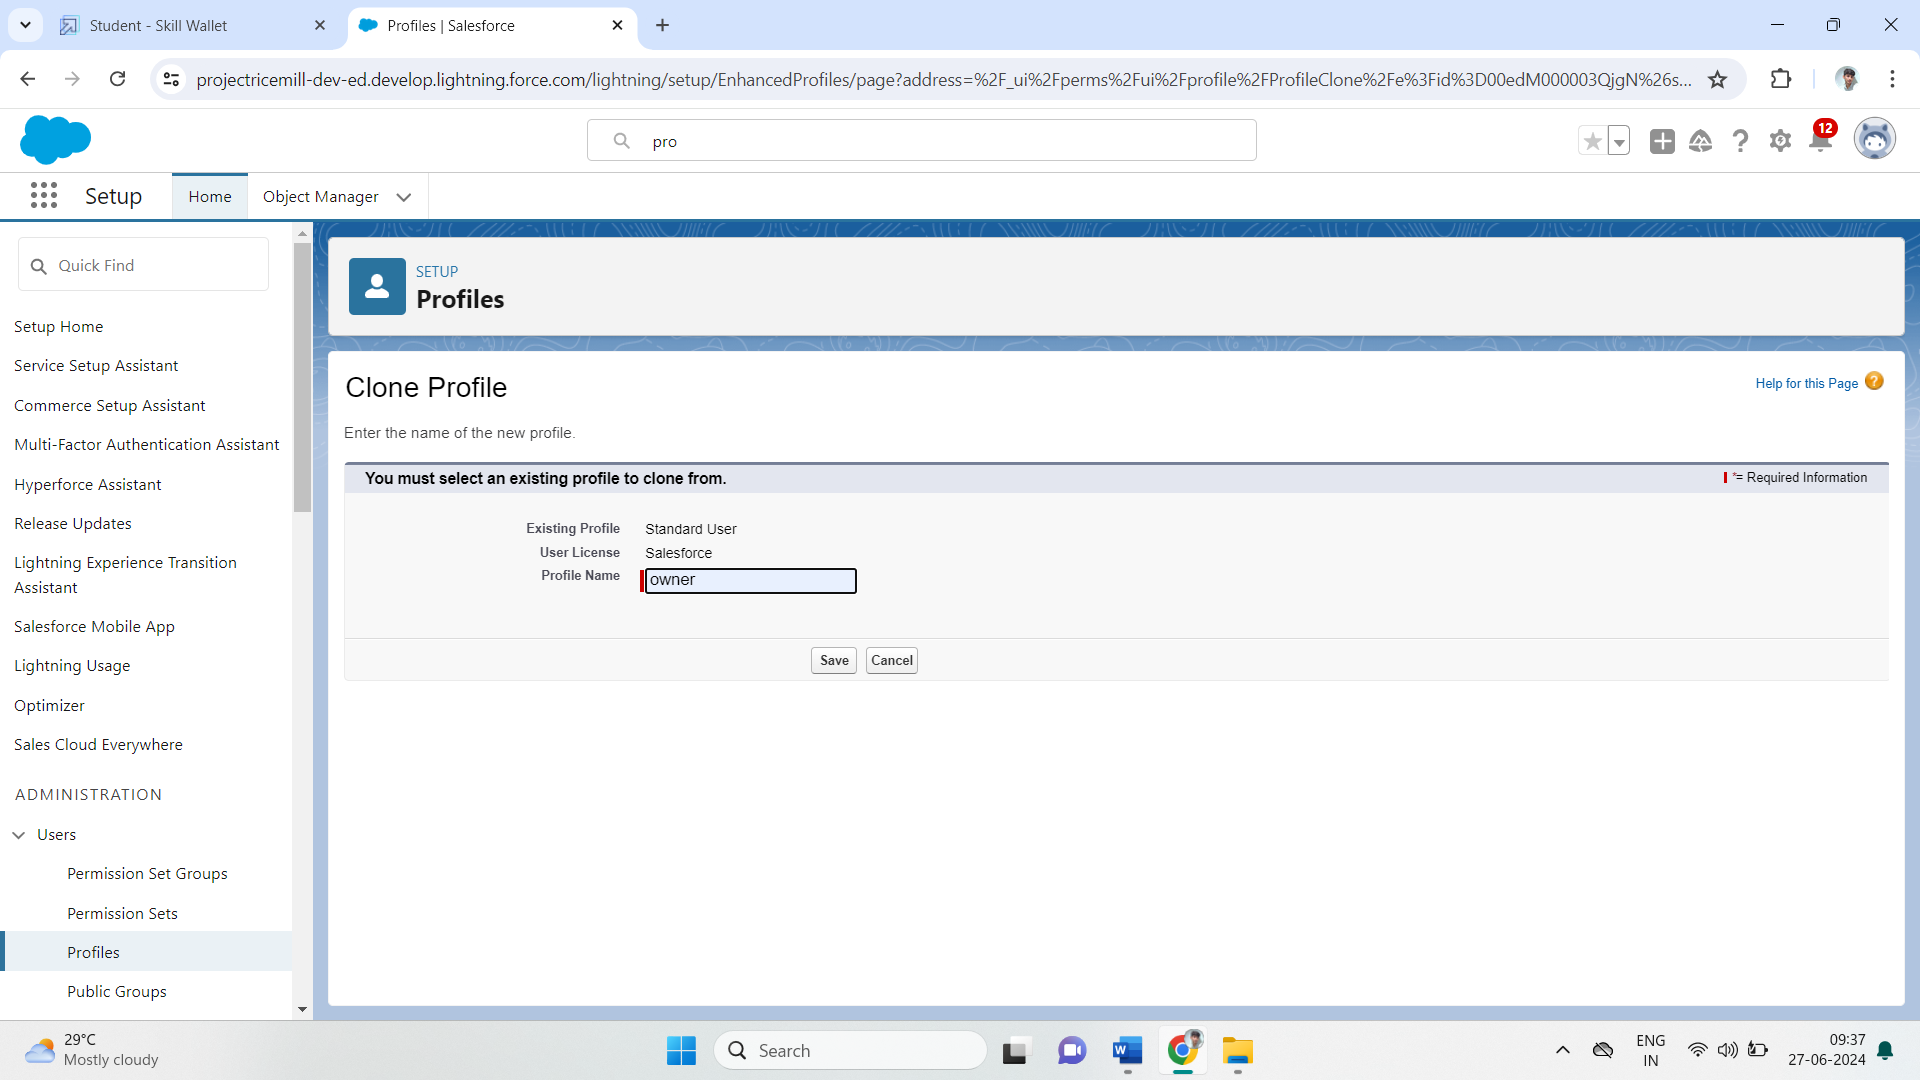 Student - Skill Wallet
Profiles | Salesforce
projectricemill-dev-ed.develop.lightning.force.com/lightning/setup/EnhancedProfiles/page?address=%2F_ui%2Fperms%2Fui%2Fprofile%2FProfileClone%2Fe%3Fid%3D00edM000003QjgN%26s...
pro
12
Setup
Home
Object Manager
Quick Find
Setup Home
Service Setup Assistant
Commerce Setup Assistant
Multi-Factor Authentication Assistant
Hyperforce Assistant
Release Updates
Lightning Experience Transition
Assistant
Salesforce Mobile App
Lightning Usage
Optimizer
Sales Cloud Everywhere
ADMINISTRATION
Users
Permission Set Groups
Permission Sets
Profiles
Public Groups
SETUP
Profiles
Clone Profile
Help for this Page
Enter the name of the new profile.
You must select an existing profile to clone from.
*= Required Information
Existing Profile Standard User
User License Salesforce
Profile Name owner
Save Cancel
29°C
Mostly cloudy
Search
ENG
IN
09:37
27-06-2024